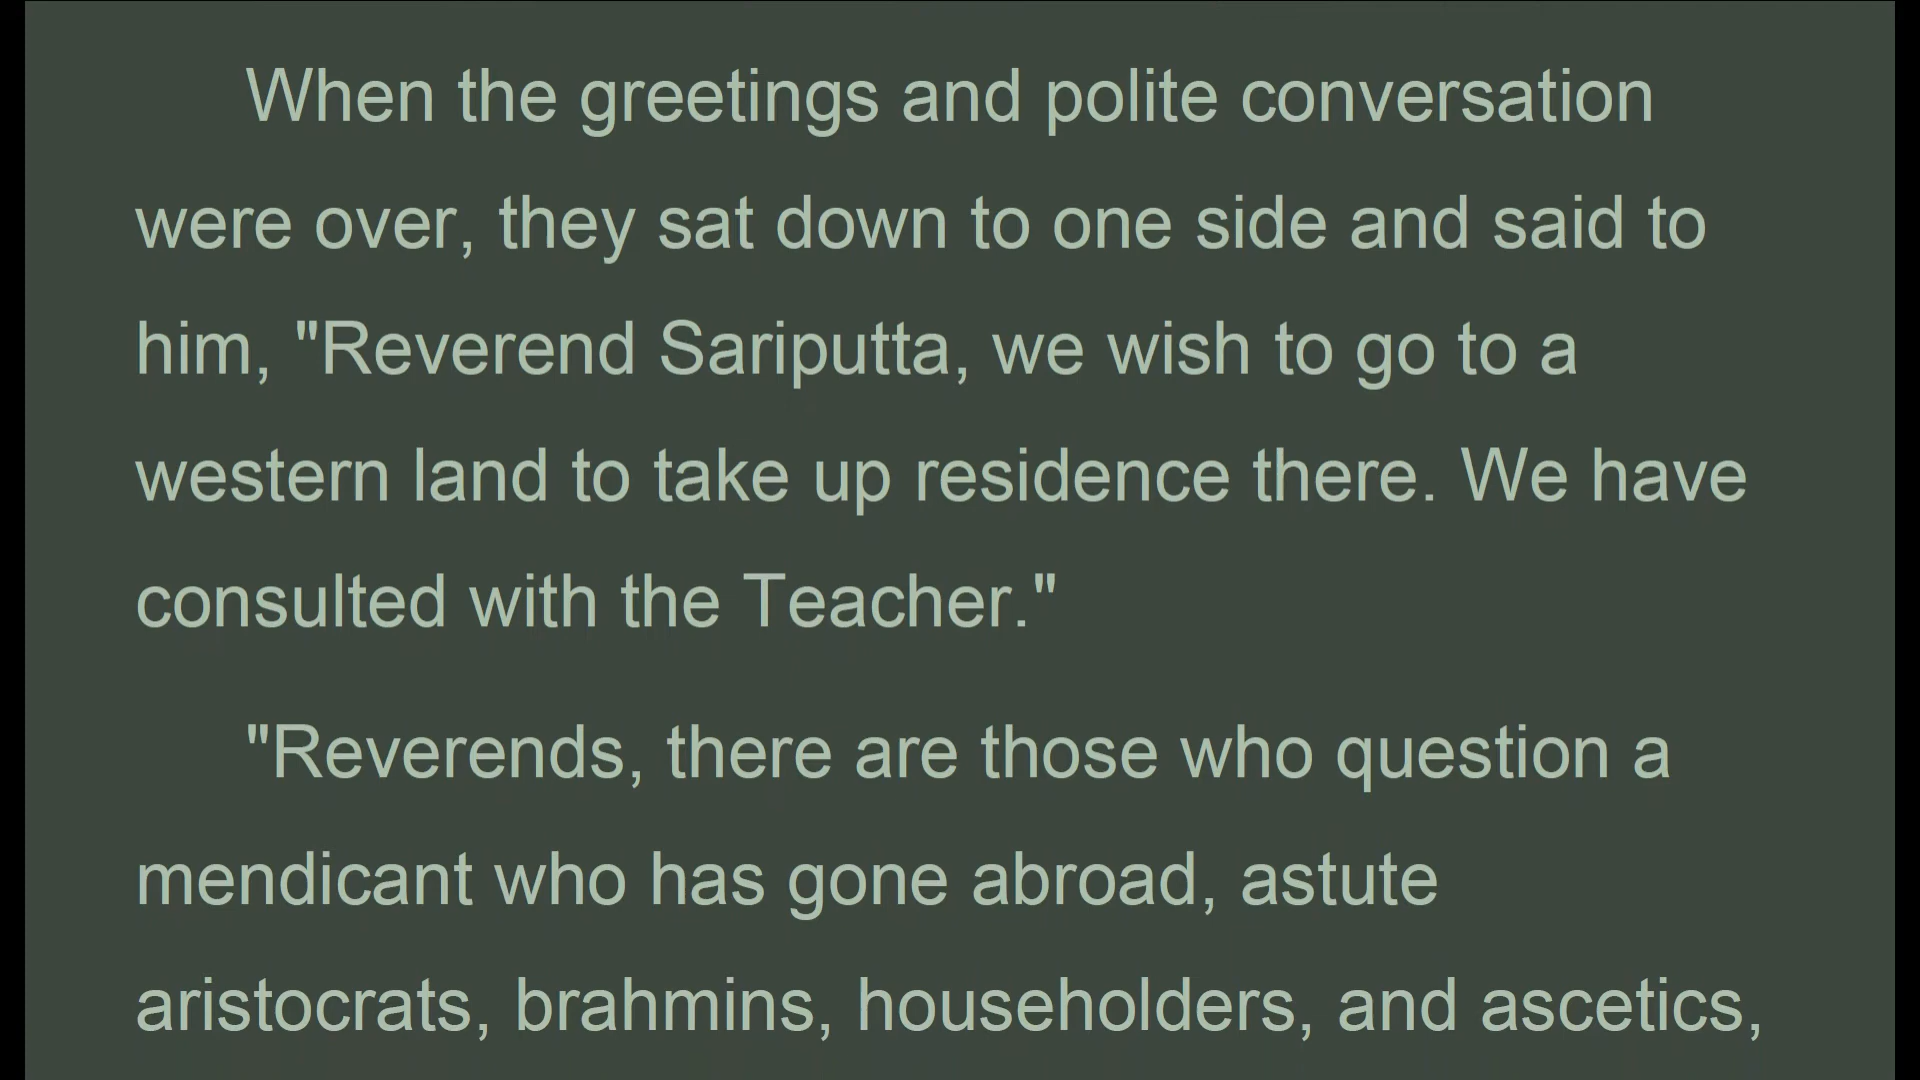 When the greetings and polite conversation
were over, they sat down to one side and said to
him, "Reverend Sariputta, we wish to go to a
western land to take up residence there. We have
consulted with the Teacher."
"Reverends, there are those who question a
mendicant who has gone abroad, astute
aristocrats, brahmins, householders, and ascetics,